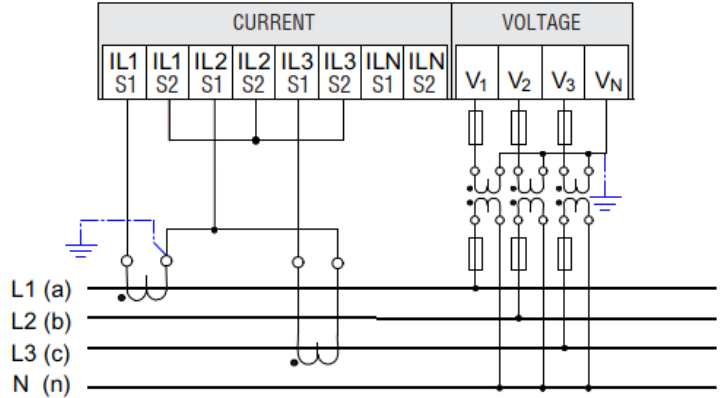 CURRENT VOLTAGE
IL1 IL1 IL2 IL2 IL3 IL3 ILN ILN
S1 S2 S1 S2 S1 S2 S1 S2
V1 V2 V3 VN
L1 (a)
L2 (b)
L3 (c)
N (n)